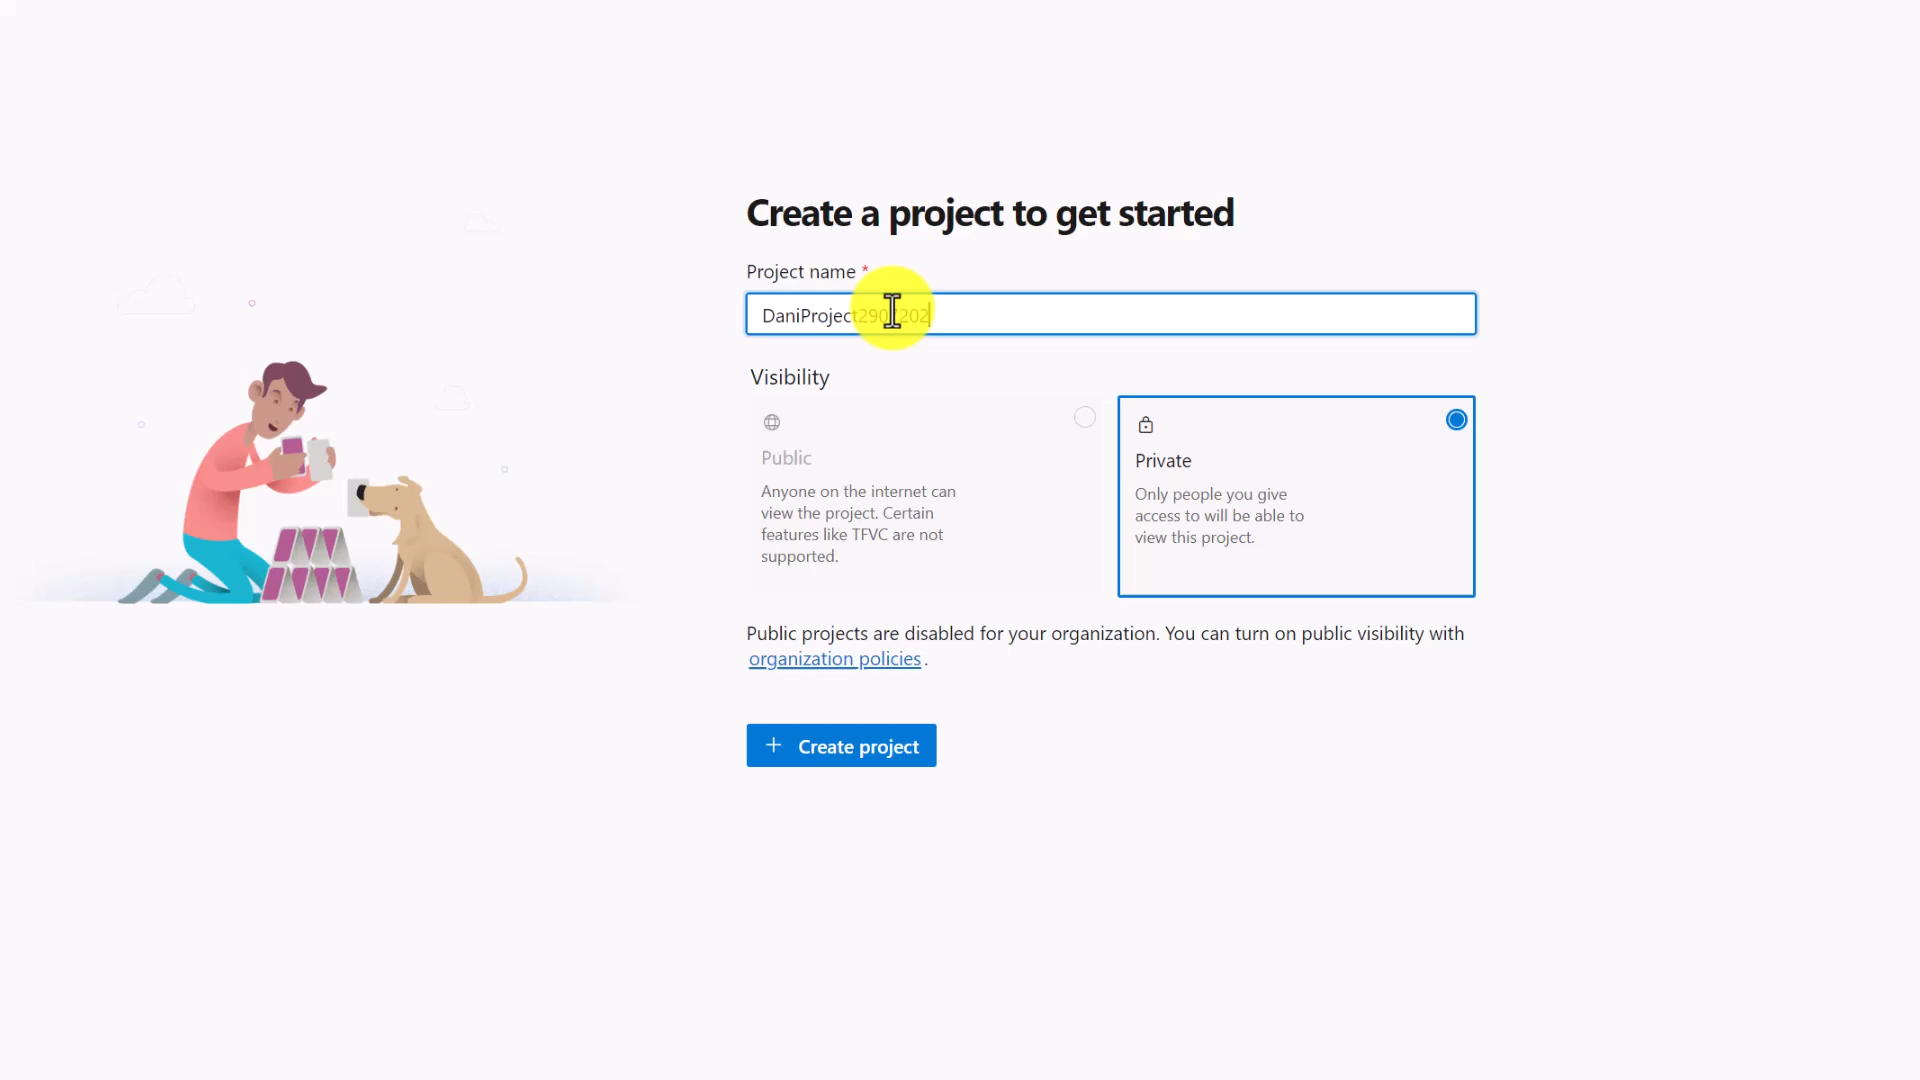 Create a project to get started
Project name *
DaniProject2907202
Visibility
Public
Anyone on the internet can
view the project. Certain
features like TFVC are not
supported.
Private
Only people you give
access to will be able to
view this project.
Public projects are disabled for your organization. You can turn on public visibility with
organization policies.
+ Create project